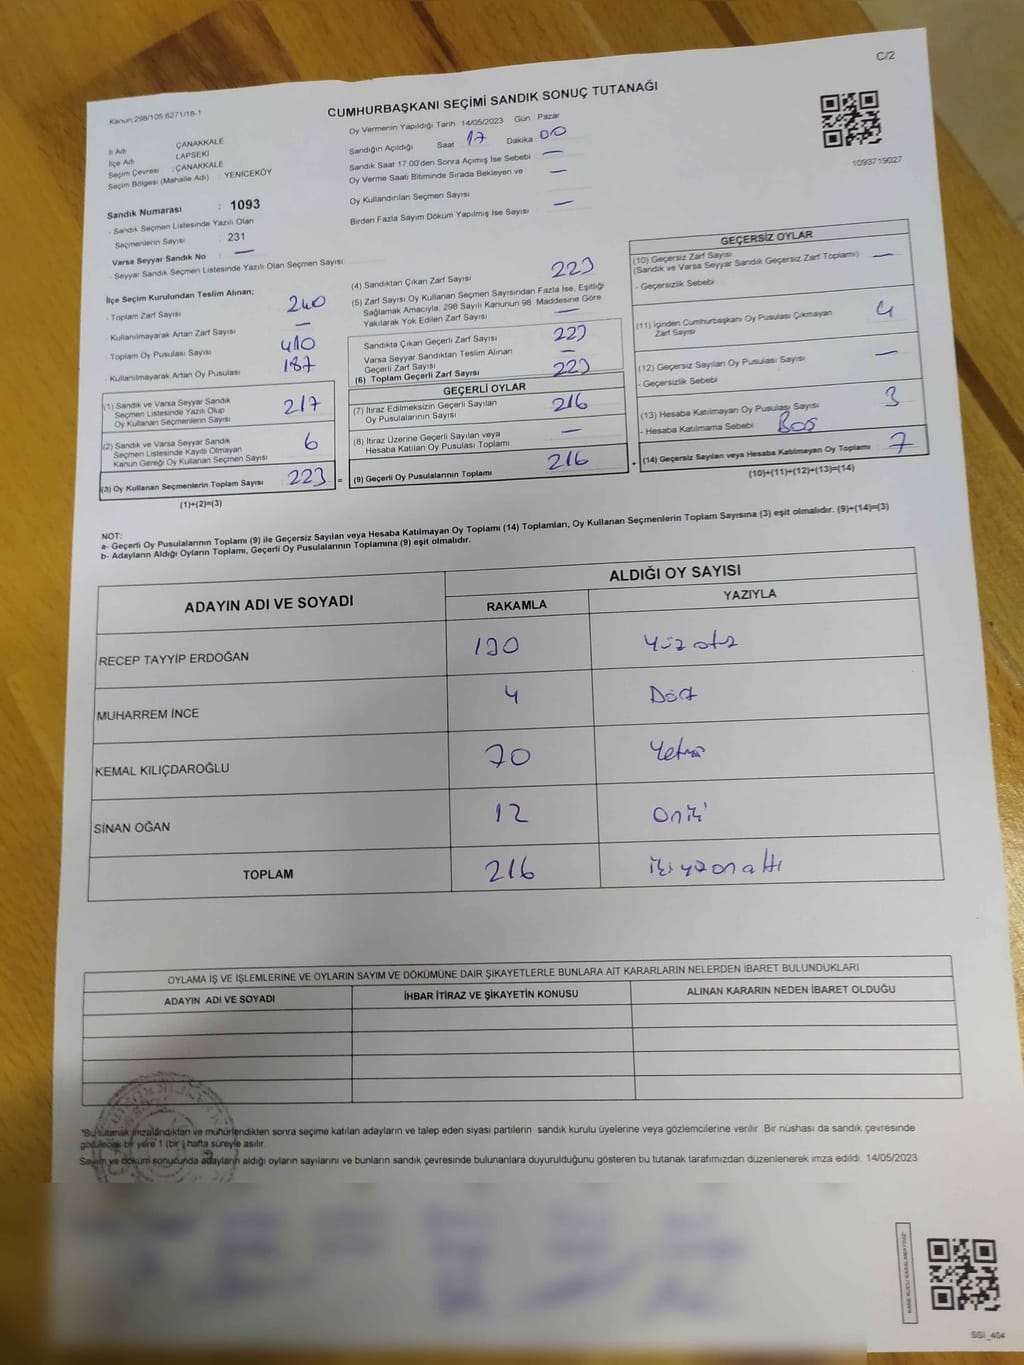 C/2
Kanun:298/105;6271/18-1
CUMHURBAŞKANI SEÇİMİ SANDIK SONUÇ TUTANAĞI
İl Adı : ÇANAKKALE
İlçe Adı : LAPSEKİ
Seçim Çevresi : ÇANAKKALE
Seçim Bölgesi (Mahalle Adı) : YENİCEKÖY
Sandık Numarası : 1093
- Sandık Seçmen Listesinde Yazılı Olan
Seçmenlerin Sayısı : 231
Varsa Seyyar Sandık No : —
- Seyyar Sandık Seçmen Listesinde Yazılı Olan Seçmen Sayısı:
Oy Vermenin Yapıldığı Tarih :14/05/2023 Gün: Pazar
Sandığın Açıldığı Saat 17 Dakika 00
Sandık Saat 17.00'den Sonra Açımış İse Sebebi —
Oy Verme Saati Bitiminde Sırada Bekleyen ve —
Oy Kullandırılan Seçmen Sayısı
Birden Fazla Sayım Döküm Yapılmış İse Sayısı —
1093719027
İlçe Seçim Kurulundan Teslim Alınan;
- Toplam Zarf Sayısı : 240
- Kullanılmayarak Artan Zarf Sayısı : —
- Toplam Oy Pusulası Sayısı : 410
- Kullanılmayarak Artan Oy Pusulası : 187
(1) Sandık ve Varsa Seyyar Sandık
Seçmen Listesinde Yazılı Olup
Oy Kullanan Seçmenlerin Sayısı : 217
(2) Sandık ve Varsa Seyyar Sandık
Seçmen Listesinde Kayıtlı Olmayan
Kanun Gereği Oy Kullanan Seçmen Sayısı : 6
(3) Oy Kullanan Seçmenlerin Toplam Sayısı : 223 =
(1)+(2)=(3)
(4) Sandıktan Çıkan Zarf Sayısı : 223
(5) Zarf Sayısı Oy Kullanan Seçmen Sayısından Fazla İse, Eşitliği
Sağlamak Amacıyla, 298 Sayılı Kanunun 98. Maddesine Göre
Yakılarak Yok Edilen Zarf Sayısı : —
Sandıkta Çıkan Geçerli Zarf Sayısı : 223
Varsa Seyyar Sandıktan Teslim Alınan
Geçerli Zarf Sayısı : —
(6) Toplam Geçerli Zarf Sayısı : 223
GEÇERLİ OYLAR
(7) İtiraz Edilmeksizin Geçerli Sayılan
Oy Pusulalarının Sayısı : 216
(8) İtiraz Üzerine Geçerli Sayılan veya
Hesaba Katılan Oy Pusulası Toplamı : —
(9) Geçerli Oy Pusulalarının Toplamı : 216 +
GEÇERSİZ OYLAR
(10) Geçersiz Zarf Sayısı
(Sandık ve Varsa Seyyar Sandık Geçersiz Zarf Toplamı) : —
- Geçersizlik Sebebi
(11) İçinden Cumhurbaşkanı Oy Pusulası Çıkmayan
Zarf Sayısı : 4
(12) Geçersiz Sayılan Oy Pusulası Sayısı : —
- Geçersizlik Sebebi
(13) Hesaba Katılmayan Oy Pusulası Sayısı : 3
- Hesaba Katılmama Sebebi : Boş
(14) Geçersiz Sayılan veya Hesaba Katılmayan Oy Toplamı : 7
(10)+(11)+(12)+(13)=(14)
NOT:
a- Geçerli Oy Pusulalarının Toplamı (9) ile Geçersiz Sayılan veya Hesaba Katılmayan Oy Toplamı (14) Toplamları, Oy Kullanan Seçmenlerin Toplam Sayısına (3) eşit olmalıdır. (9)+(14)=(3)
b- Adayların Aldığı Oyların Toplamı, Geçerli Oy Pusulalarının Toplamına (9) eşit olmalıdır.
ADAYIN ADI VE SOYADI ALDIĞI OY SAYISI
RAKAMLA YAZIYLA
RECEP TAYYİP ERDOĞAN 130 Yüz otuz
MUHARREM İNCE 4 Dört
KEMAL KILIÇDAROĞLU 70 Yetmiş
SİNAN OĞAN 12 Oniki
TOPLAM 216 ikiyüzonaltı
OYLAMA İŞ VE İŞLEMLERİNE VE OYLARIN SAYIM VE DÖKÜMÜNE DAİR ŞİKAYETLERLE BUNLARA AİT KARARLARIN NELERDEN İBARET BULUNDUKLARI
ADAYIN ADI VE SOYADI İHBAR İTİRAZ VE ŞİKAYETİN KONUSU ALINAN KARARIN NEDEN İBARET OLDUĞU
*Bu tutanak imzalandıktan ve mühürlendikten sonra seçime katılan adayların ve talep eden siyasi partilerin sandık kurulu üyelerine veya gözlemcilerine verilir. Bir nüshası da sandık çevresinde
görülecek bir yere 1 (bir ) hafta süreyle asılır.
Sayım ve döküm sonucunda adayların aldığı oyların sayılarını ve bunların sandık çevresinde bulunanlara duyurulduğunu gösteren bu tutanak tarafımızdan düzenlenerek imza edildi. 14/05/2023
KARE KODU KARALAMAYINIZ!
SSİ_404